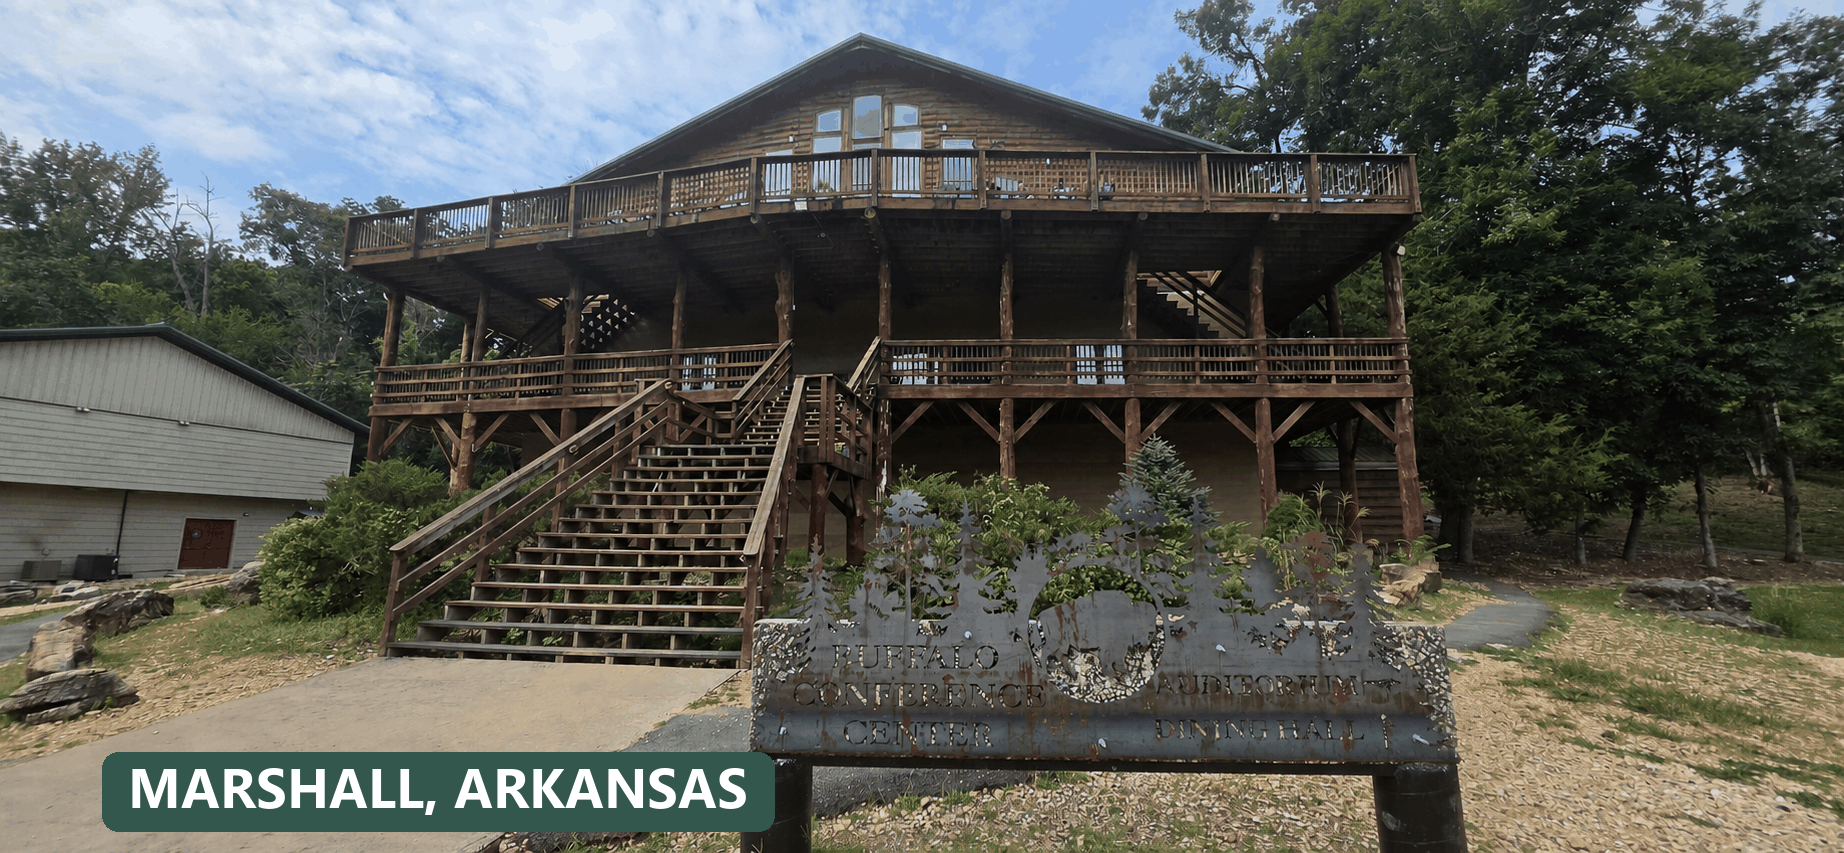 BUFFALO
CONFERENCE
CENTER
AUDITORIUM →
DINING HALL ↑
MARSHALL, ARKANSAS